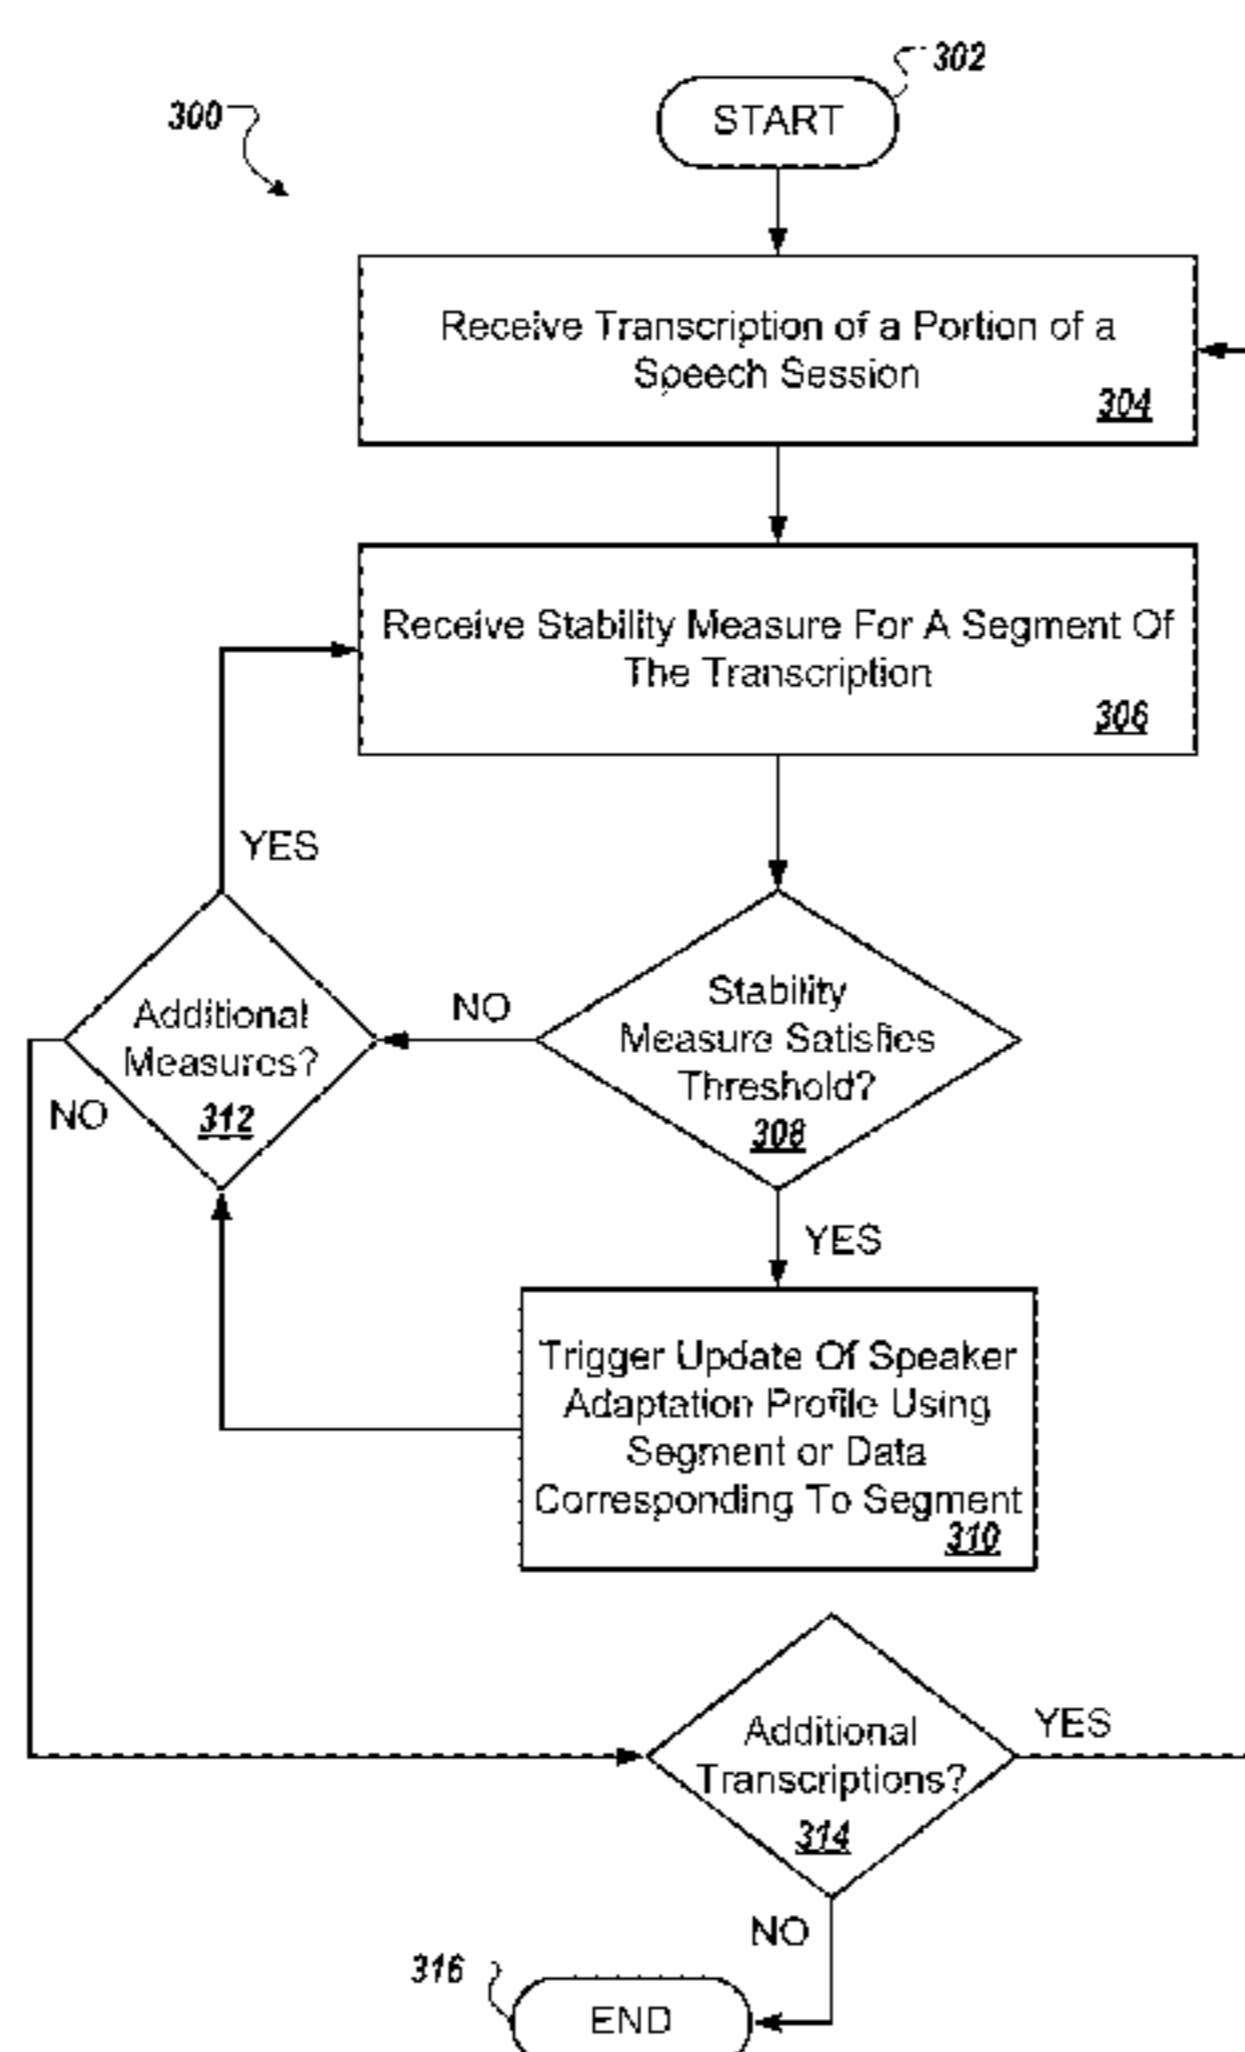 302
300
START
Receive Transcription of a Portion of a
Speech Session
304
Receive Stability Measure For A Segment Of
The Transcription
306
YES
Additional
Measures?
312
NO
NO
Stability
Measure Satisfies
Threshold?
308
YES
Trigger Update Of Speaker
Adaptation Profile Using
Segment or Data
Corresponding To Segment
310
Additional
Transcriptions?
314
YES
NO
316
END